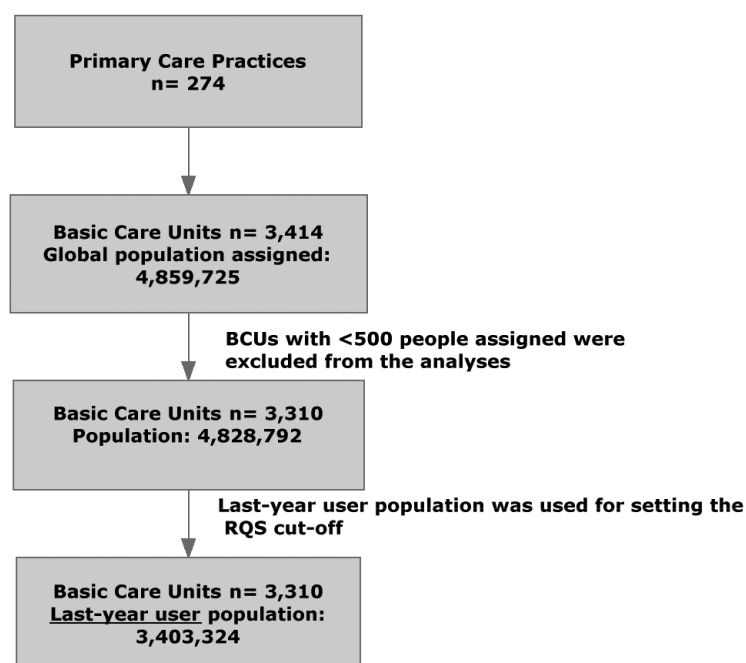 Primary Care Practices
n= 274
Basic Care Units n= 3,414
Global population assigned:
4,859,725
BCUs with <500 people assigned were
excluded from the analyses
Basic Care Units n= 3,310
Population: 4,828,792
Last-year user population was used for setting the
RQS cut-off
Basic Care Units n= 3,310
Last-year user population:
3,403,324